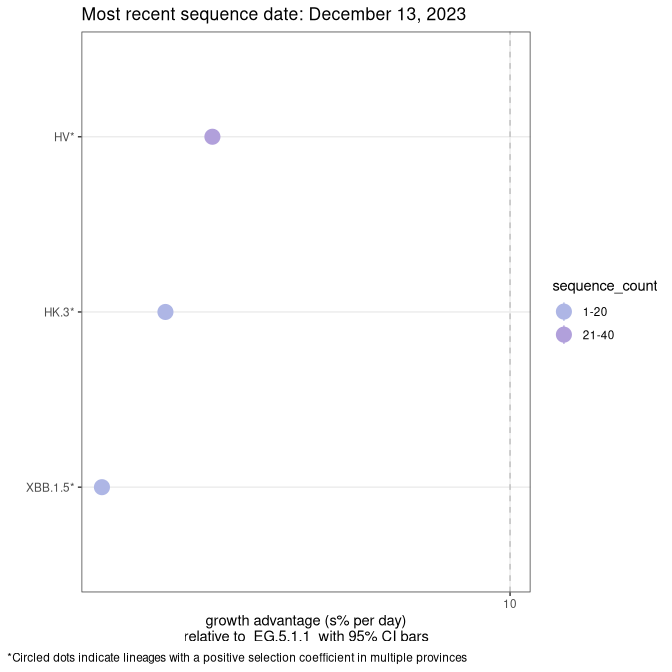 Most recent sequence date: December 13, 2023
HV*
HK.3*
XBB.1.5*
sequence_count
1-20
21-40
10
growth advantage (s% per day)
relative to  EG.5.1.1  with 95% CI bars
*Circled dots indicate lineages with a positive selection coefficient in multiple provinces